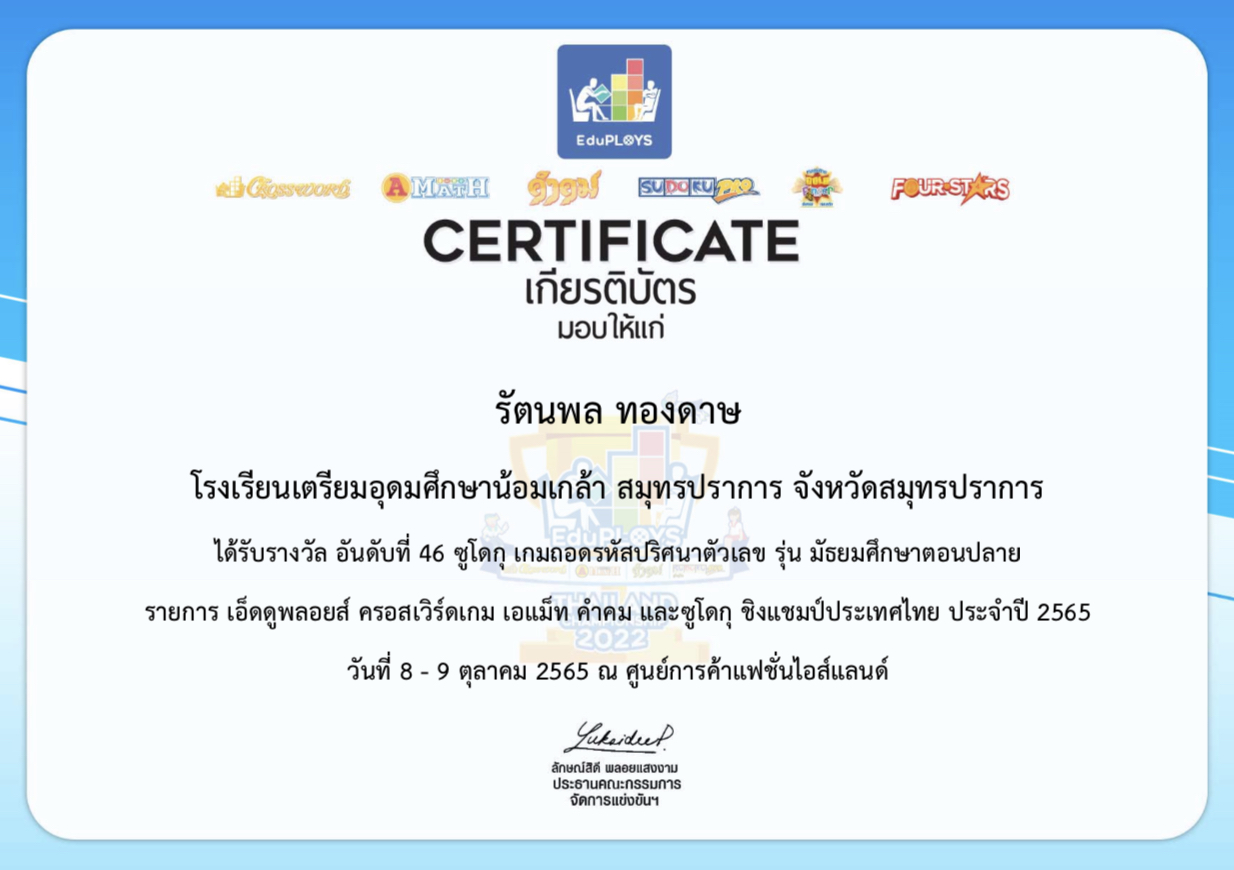 EduPLOYS
CROSSWORD A MATH คำคม SUDOKU PRO FOUR-STARS
CERTIFICATE
เกียรติบัตร
มอบให้แก่
รัตนพล ทองดาษ
โรงเรียนเตรียมอุดมศึกษาน้อมเกล้า สมุทรปราการ จังหวัดสมุทรปราการ
EduPLOYS
ได้รับรางวัล อันดับที่ 46 ซูโดกุ เกมถอดรหัสปริศนาตัวเลข รุ่น มัธยมศึกษาตอนปลาย
THAILAND
รายการ เอ็ดดูพลอยส์ ครอสเวิร์ดเกม เอแม็ท คำคม และซูโดกุ ชิงแชมป์ประเทศไทย ประจำปี 2565
2022
วันที่ 8 - 9 ตุลาคม 2565 ณ ศูนย์การค้าแฟชั่นไอส์แลนด์
ลักษณ์สิดี พลอยแสงงาม
ประธานคณะกรรมการ
จัดการแข่งขันฯ